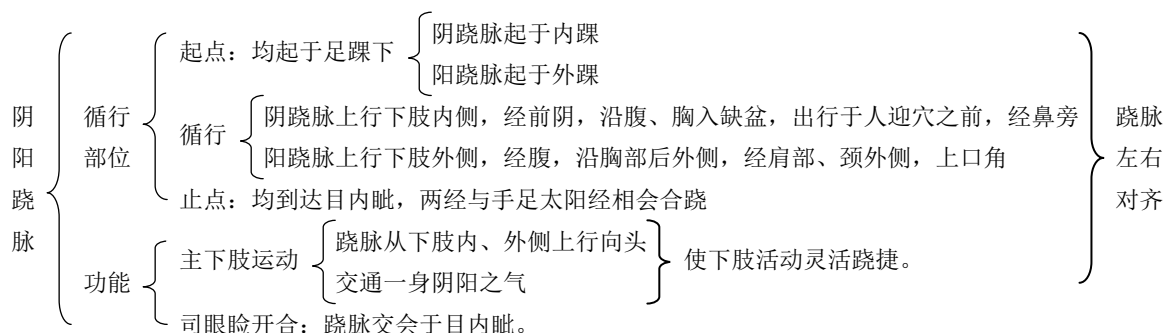 阴阳跷脉
循行部位
起点：均起于足踝下
阴跷脉起于内踝
阳跷脉起于外踝
循行
阴跷脉上行下肢内侧，经前阴，沿腹、胸入缺盆，出行于人迎穴之前，经鼻旁
阳跷脉上行下肢外侧，经腹，沿胸部后外侧，经肩部、颈外侧，上口角
止点：均到达目内眦，两经与手足太阳经相会合跷
功能
主下肢运动
跷脉从下肢内、外侧上行向头
交通一身阴阳之气
使下肢活动灵活跷捷。
司眼睑开合：跷脉交会于目内眦。
跷脉左右对齐